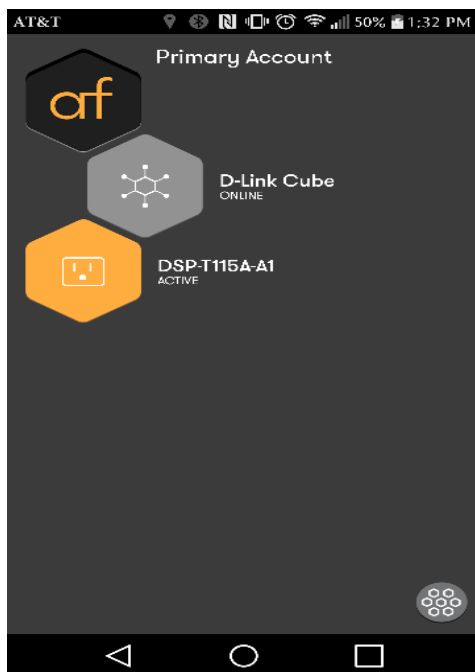 AT&T 50% 1:32 PM
Primary Account
af
D-Link Cube
ONLINE
DSP-T115A-A1
ACTIVE